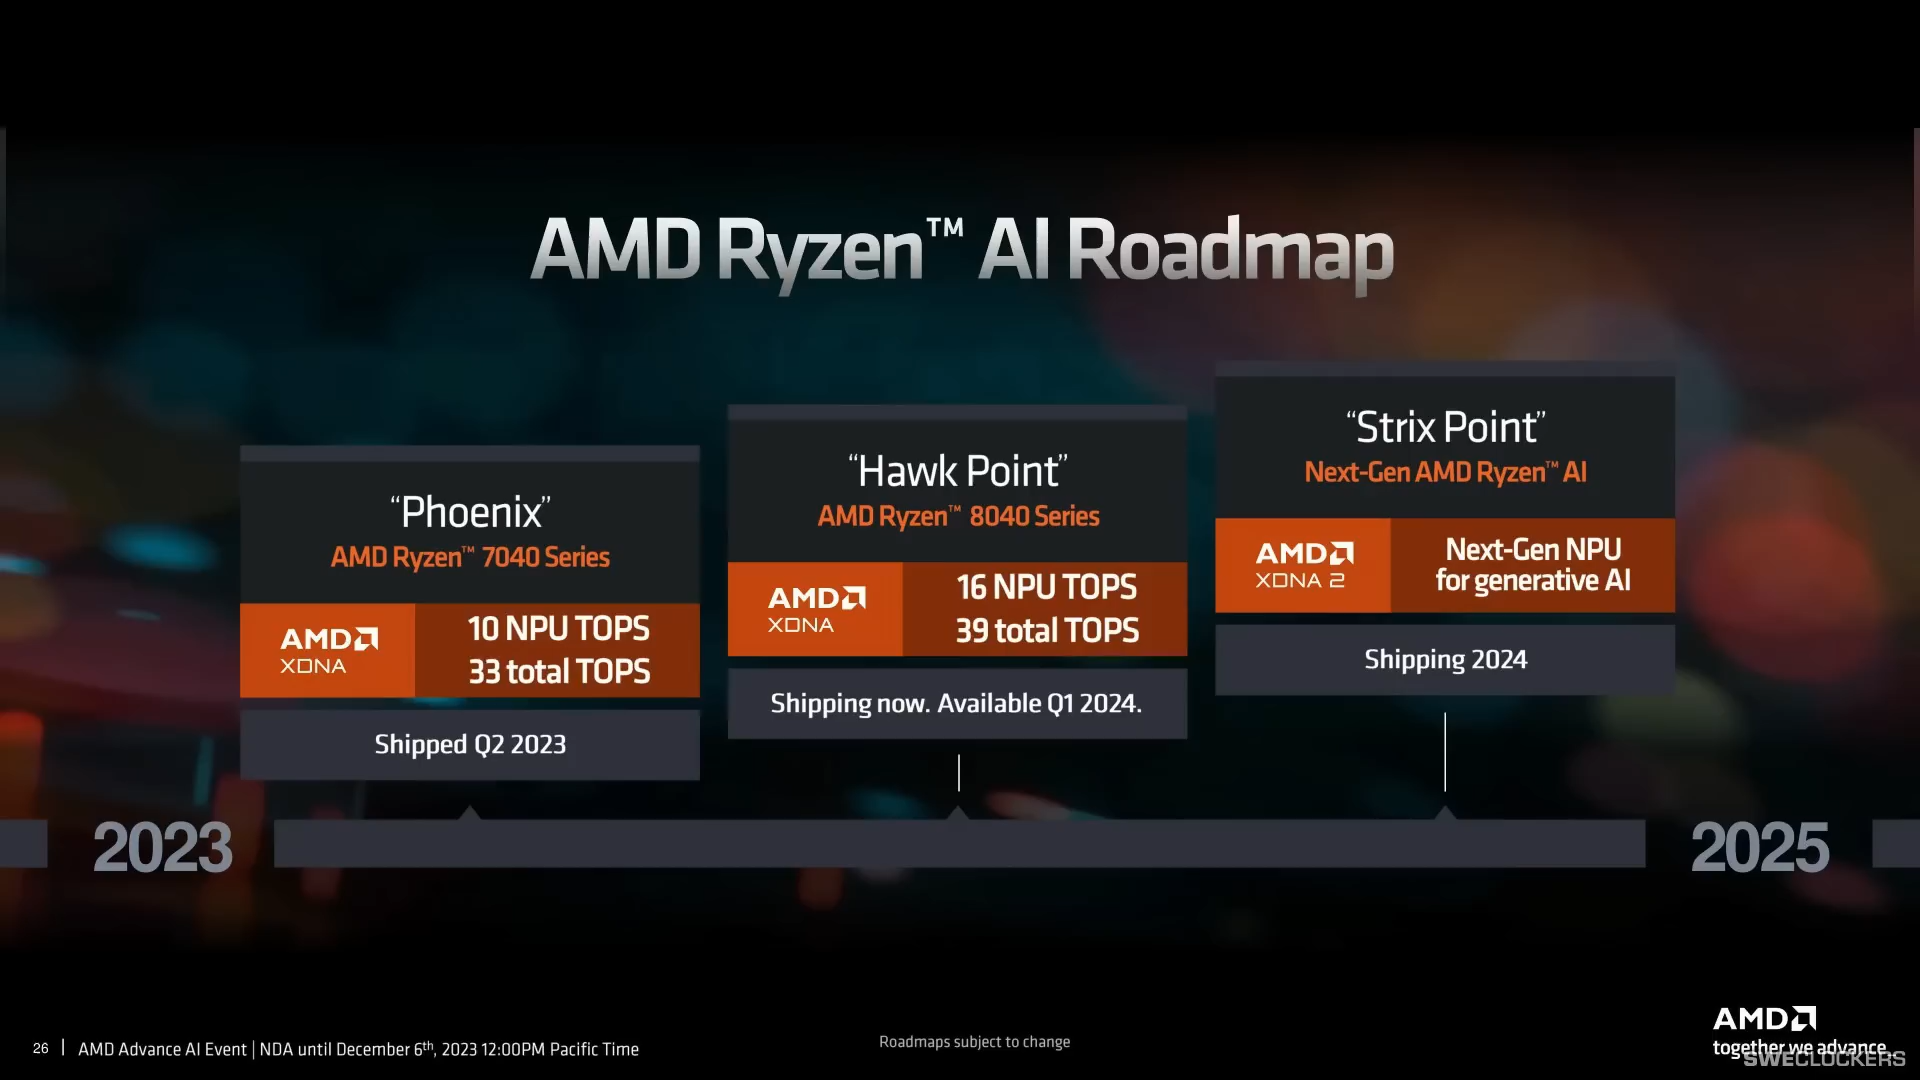 AMD Ryzen™ AI Roadmap
“Phoenix”
AMD Ryzen™ 7040 Series
AMD
XDNA
10 NPU TOPS
33 total TOPS
Shipped Q2 2023
“Hawk Point”
AMD Ryzen™ 8040 Series
AMD
XDNA
16 NPU TOPS
39 total TOPS
Shipping now. Available Q1 2024.
“Strix Point”
Next-Gen AMD Ryzen™ AI
AMD
XDNA 2
Next-Gen NPU
for generative AI
Shipping 2024
2023
2025
26 | AMD Advance AI Event | NDA until December 6th, 2023 12:00PM Pacific Time
Roadmaps subject to change
AMD
together we advance_
SWECLOCKERS